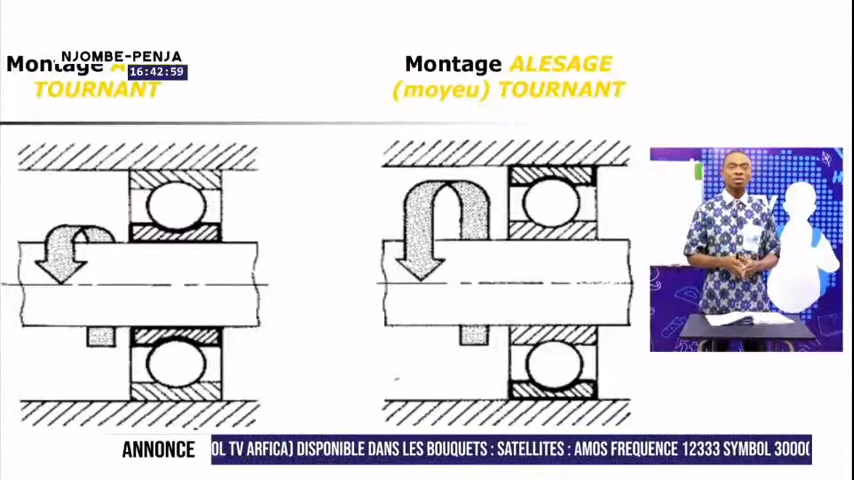 NJOMBE-PENJA
16:42:59
Montage
TOURNANT
Montage ALESAGE
(moyeu) TOURNANT
ANNONCE
OL TV ARFICA) DISPONIBLE DANS LES BOUQUETS : SATELLITES : AMOS FREQUENCE 12333 SYMBOL 3000